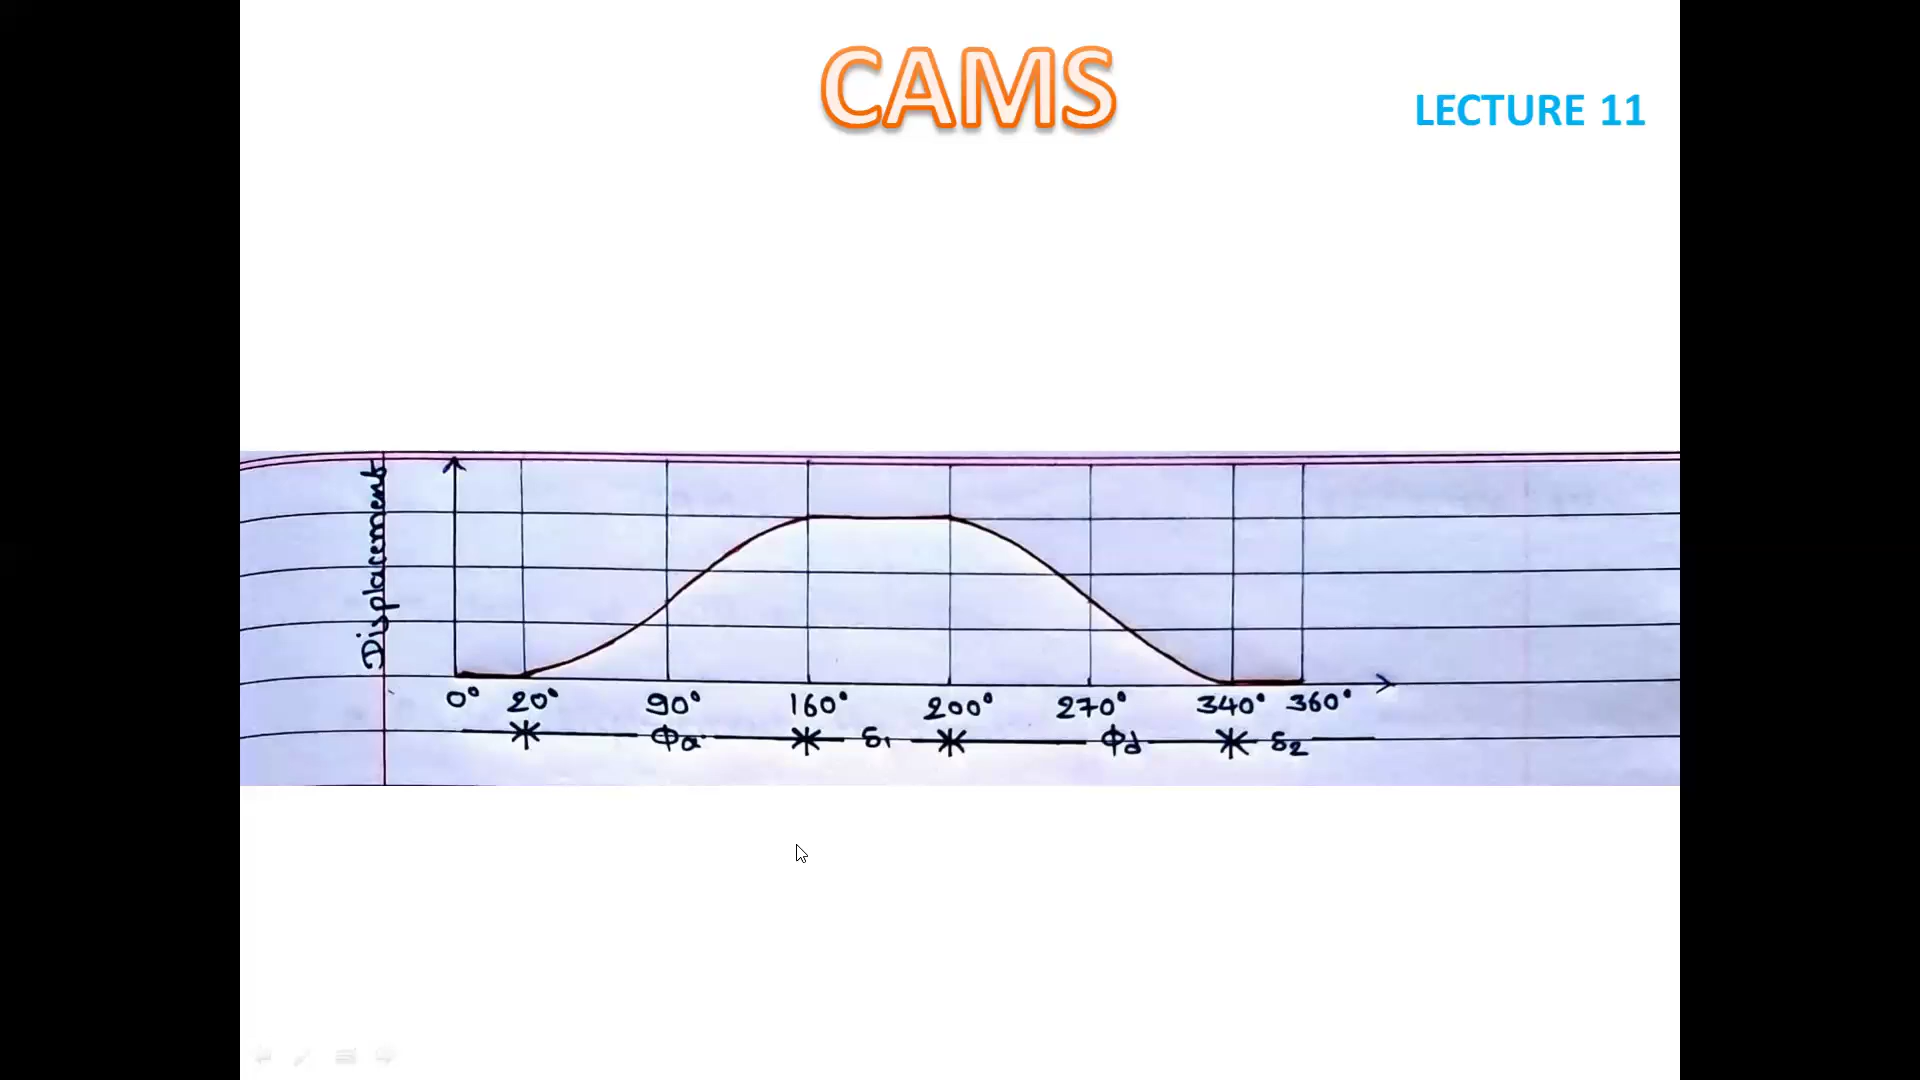 CAMS
LECTURE 11
Displacement
0° 20° 90° 160° 200° 270° 340° 360°
Φa δ1 Φd δ2